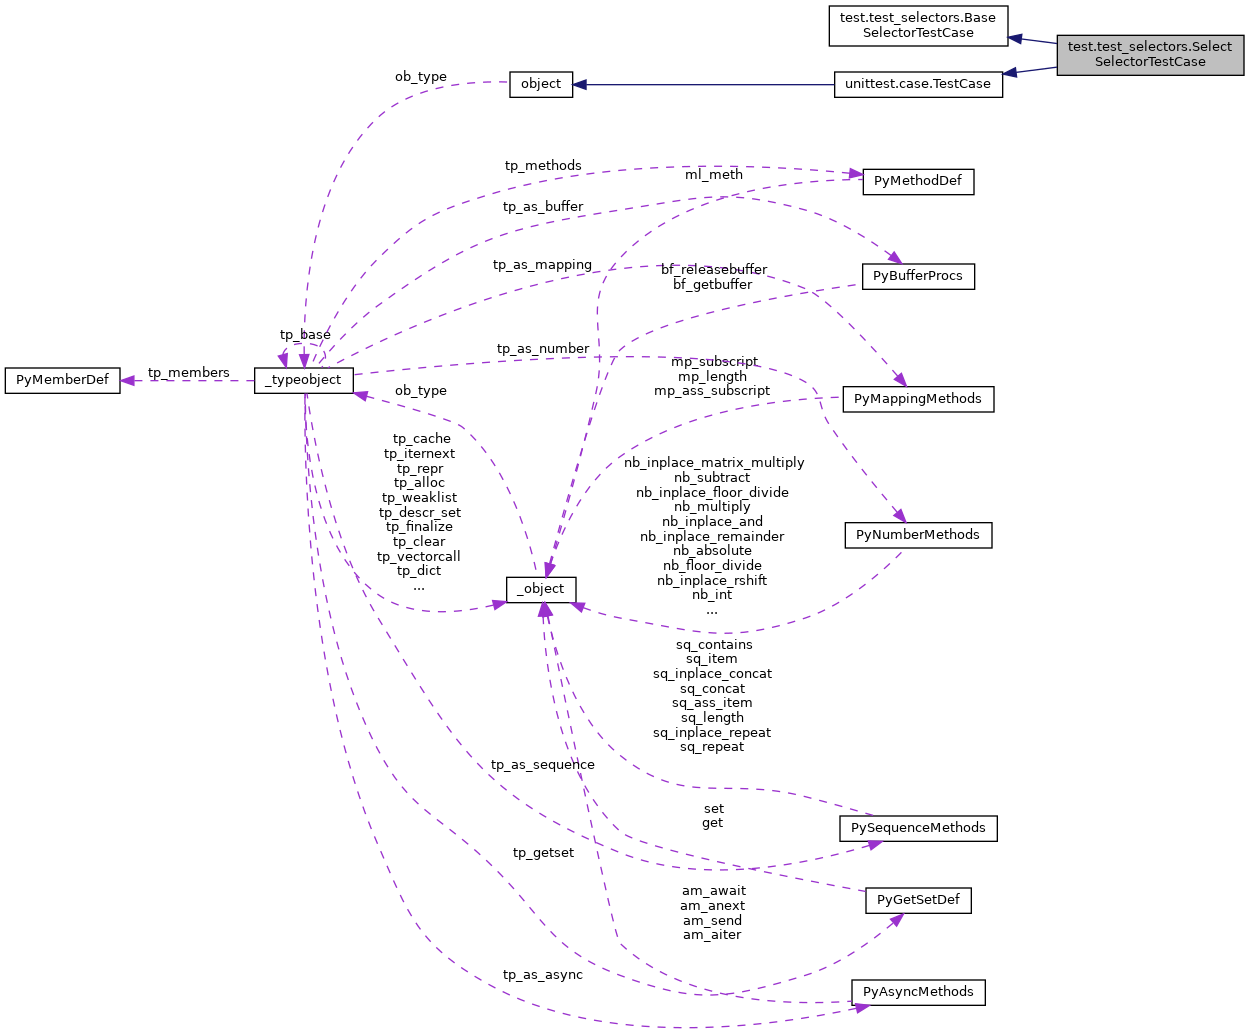 test.test_selectors.Base
SelectorTestCase
test.test_selectors.Select
SelectorTestCase
ob_type
object
unittest.case.TestCase
tp_methods
ml_meth
PyMethodDef
tp_as_buffer
tp_as_mapping
bf_releasebuffer
bf_getbuffer
PyBufferProcs
tp_base
tp_as_number
mp_subscript
mp_length
mp_ass_subscript
PyMemberDef
tp_members
_typeobject
ob_type
PyMappingMethods
tp_cache
tp_iternext
tp_repr
tp_alloc
tp_weaklist
tp_descr_set
tp_finalize
tp_clear
tp_vectorcall
tp_dict
...
nb_inplace_matrix_multiply
nb_subtract
nb_inplace_floor_divide
nb_multiply
nb_inplace_and
nb_inplace_remainder
nb_absolute
nb_floor_divide
nb_inplace_rshift
nb_int
...
PyNumberMethods
_object
sq_contains
sq_item
sq_inplace_concat
sq_concat
sq_ass_item
sq_length
sq_inplace_repeat
sq_repeat
tp_as_sequence
set
get
PySequenceMethods
tp_getset
am_await
am_anext
am_send
am_aiter
PyGetSetDef
tp_as_async
PyAsyncMethods